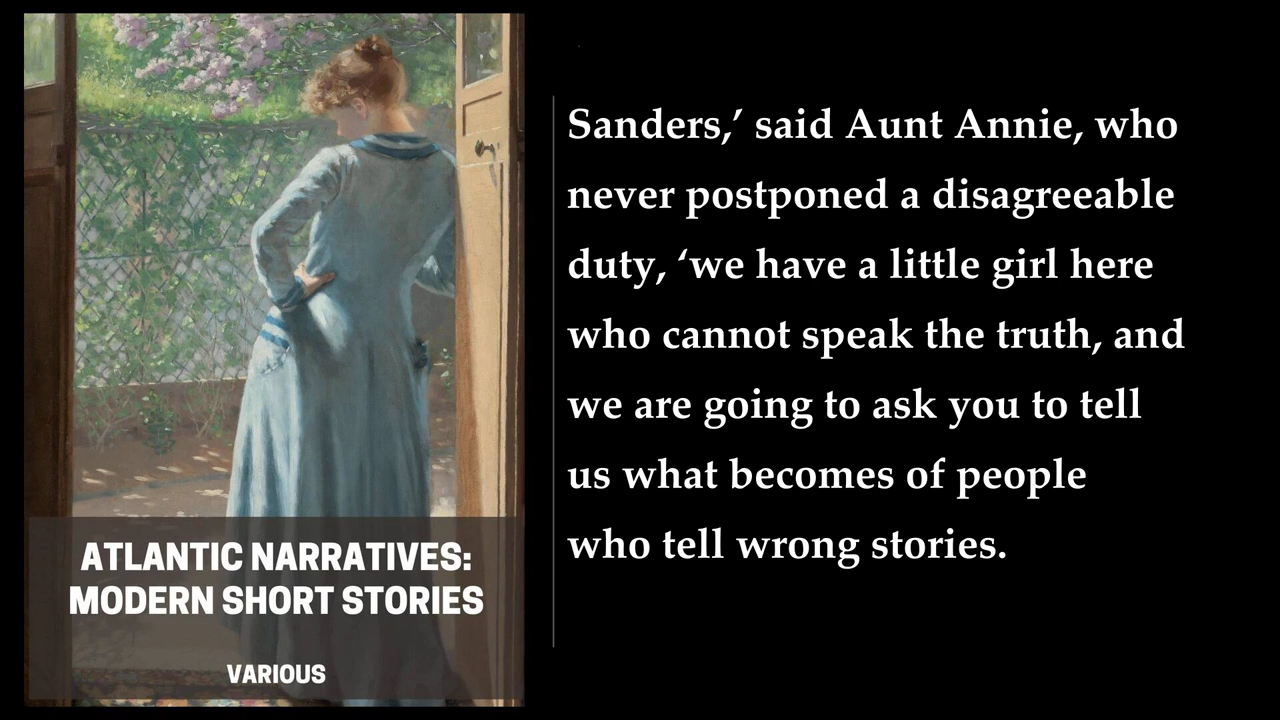 ATLANTIC NARRATIVES:
MODERN SHORT STORIES
VARIOUS
Sanders,’ said Aunt Annie, who
never postponed a disagreeable
duty, ‘we have a little girl here
who cannot speak the truth, and
we are going to ask you to tell
us what becomes of people
who tell wrong stories.